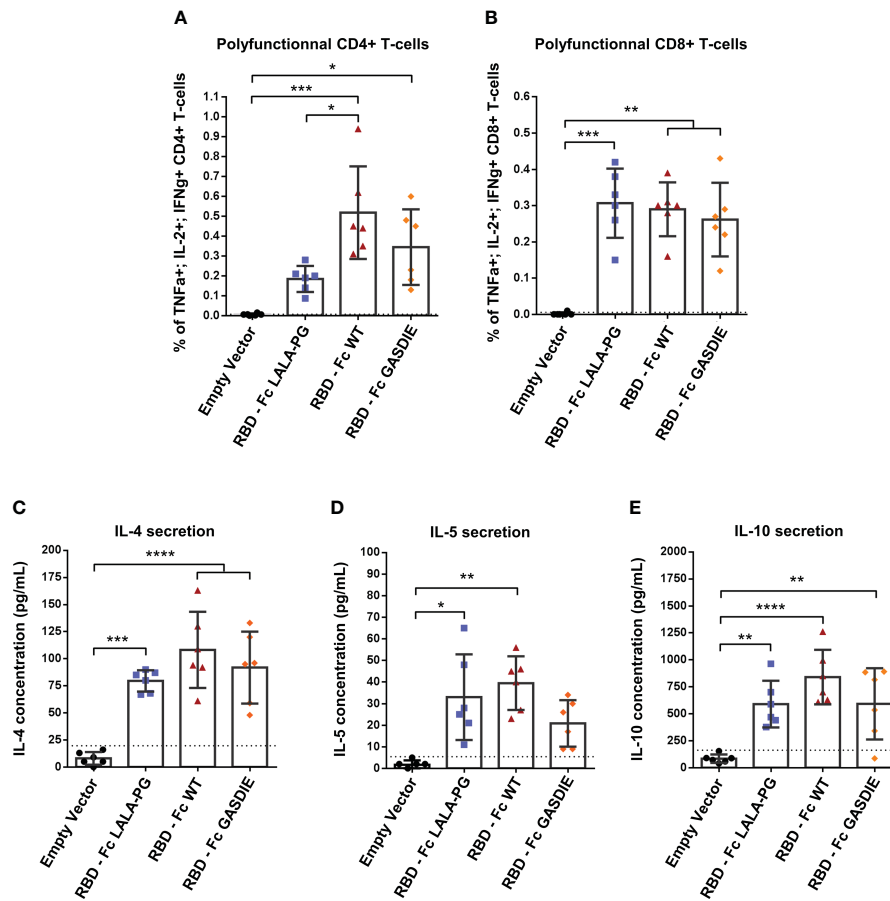 A
Polyfunctionnal CD4+ T-cells
% of TNFa+; IL-2+; IFNg+ CD4+ T-cells
1.1
1.0
0.9
0.8
0.7
0.6
0.5
0.4
0.3
0.2
0.1
0.0
*
***
*
Empty Vector
RBD - Fc LALA-PG
RBD - Fc WT
RBD - Fc GASDIE
B
Polyfunctionnal CD8+ T-cells
% of TNFa+; IL-2+; IFNg+ CD8+ T-cells
0.6
0.5
0.4
0.3
0.2
0.1
0.0
**
***
Empty Vector
RBD - Fc LALA-PG
RBD - Fc WT
RBD - Fc GASDIE
C
IL-4 secretion
IL-4 concentration (pg/mL)
200
175
150
125
100
75
50
25
0
****
***
Empty Vector
RBD - Fc LALA-PG
RBD - Fc WT
RBD - Fc GASDIE
D
IL-5 secretion
IL-5 concentration (pg/mL)
100
90
80
70
60
50
40
30
20
10
0
**
*
Empty Vector
RBD - Fc LALA-PG
RBD - Fc WT
RBD - Fc GASDIE
E
IL-10 secretion
IL-10 concentration (pg/mL)
2000
1750
1500
1250
1000
750
500
250
0
**
****
**
Empty Vector
RBD - Fc LALA-PG
RBD - Fc WT
RBD - Fc GASDIE